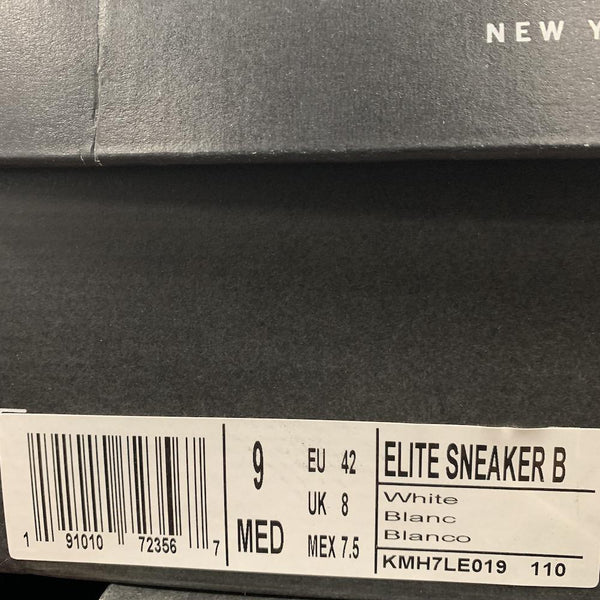 NEW Y
9
MED
EU 42
UK 8
MEX 7.5
ELITE SNEAKER B
White
Blanc
Blanco
KMH7LE019 110
1 91010 72356 7